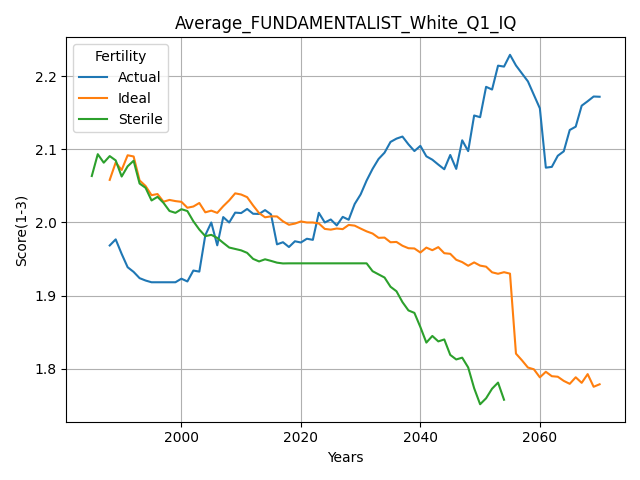 Average_FUNDAMENTALIST_White_Q1_IQ
Fertility
Actual
Ideal
Sterile
Score(1-3)
2.2
2.1
2.0
1.9
1.8
2000
2020
2040
2060
Years